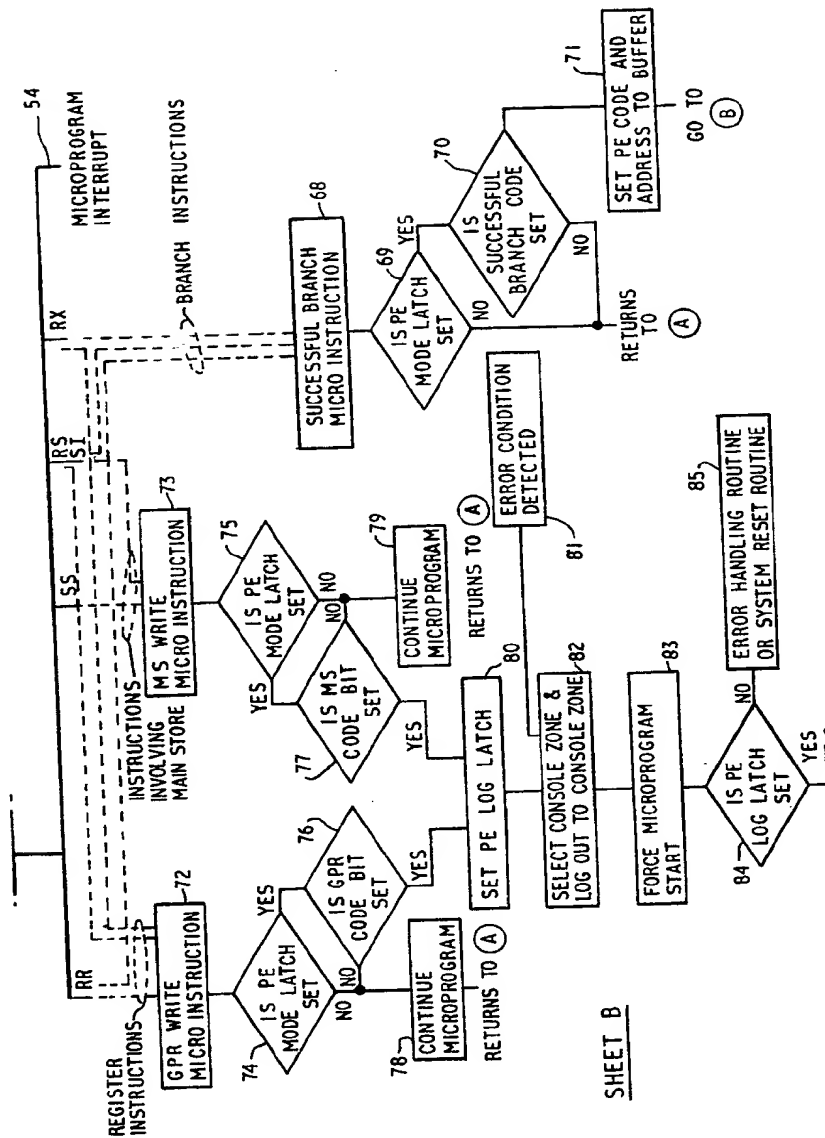 54
MICROPROGRAM
INTERRUPT
RX
RS
SI
SS
RR
BRANCH INSTRUCTIONS
REGISTER
INSTRUCTIONS
INSTRUCTIONS
INVOLVING
MAIN STORE
72
GPR WRITE
MICRO INSTRUCTION
73
MS WRITE
MICRO INSTRUCTION
68
SUCCESSFUL BRANCH
MICRO INSTRUCTION
74
IS PE
MODE LATCH
SET
YES
NO
76
IS GPR
CODE BIT
SET
NO
YES
75
IS PE
MODE LATCH
SET
YES
NO
77
IS MS
CODE BIT
SET
NO
YES
69
IS PE
MODE LATCH
SET
YES
NO
70
IS
SUCCESSFUL
BRANCH CODE
SET
NO
71
SET PE CODE AND
ADDRESS TO BUFFER
GO TO
B
RETURNS
TO
A
78
CONTINUE
MICROPROGRAM
RETURNS TO A
79
CONTINUE
MICROPROGRAM
RETURNS TO A
80
SET PE LOG LATCH
ERROR CONDITION
DETECTED
81
SELECT CONSOLE ZONE &
LOG OUT TO CONSOLE ZONE
82
FORCE MICROPROGRAM
START
83
84
IS PE
LOG LATCH
SET
NO
YES
85
ERROR HANDLING ROUTINE
OR SYSTEM RESET ROUTINE
SHEET B